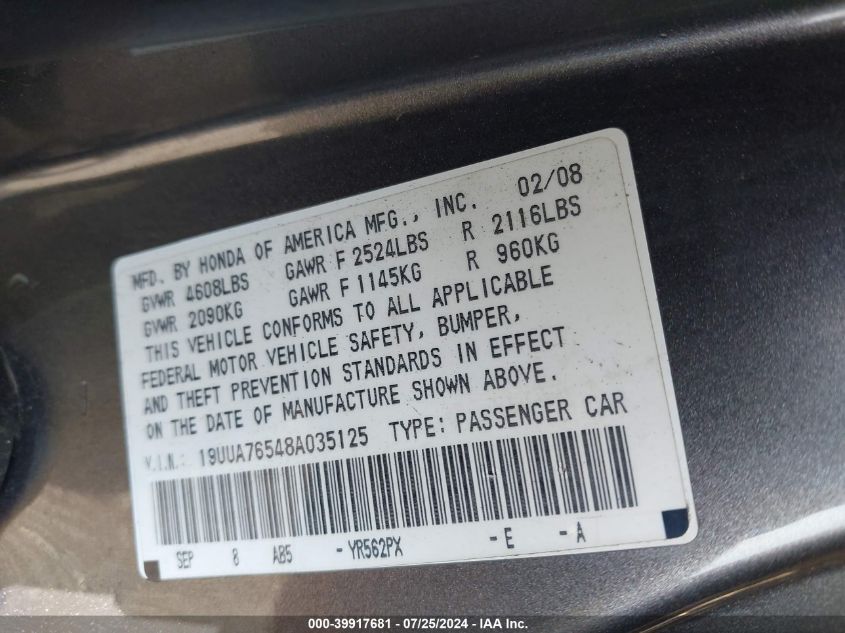 MFD. BY HONDA OF AMERICA MFG., INC. 02/08
GVWR 4608LBS GAWR F 2524LBS R 2116LBS
GVWR 2090KG GAWR F 1145KG R 960KG
THIS VEHICLE CONFORMS TO ALL APPLICABLE
FEDERAL MOTOR VEHICLE SAFETY, BUMPER,
AND THEFT PREVENTION STANDARDS IN EFFECT
ON THE DATE OF MANUFACTURE SHOWN ABOVE.
V.I.N.: 19UUA76548A035125 TYPE: PASSENGER CAR
SEP 8 AB5 -YR562PX -E -A
000-39917681 - 07/25/2024 - IAA Inc.